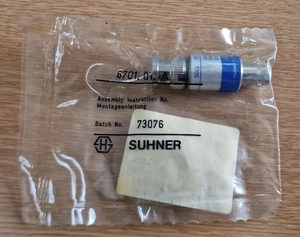 6701.01.A
Assembly Instruction No.
Montageanleitung
Batch No. 73076
SUHNER